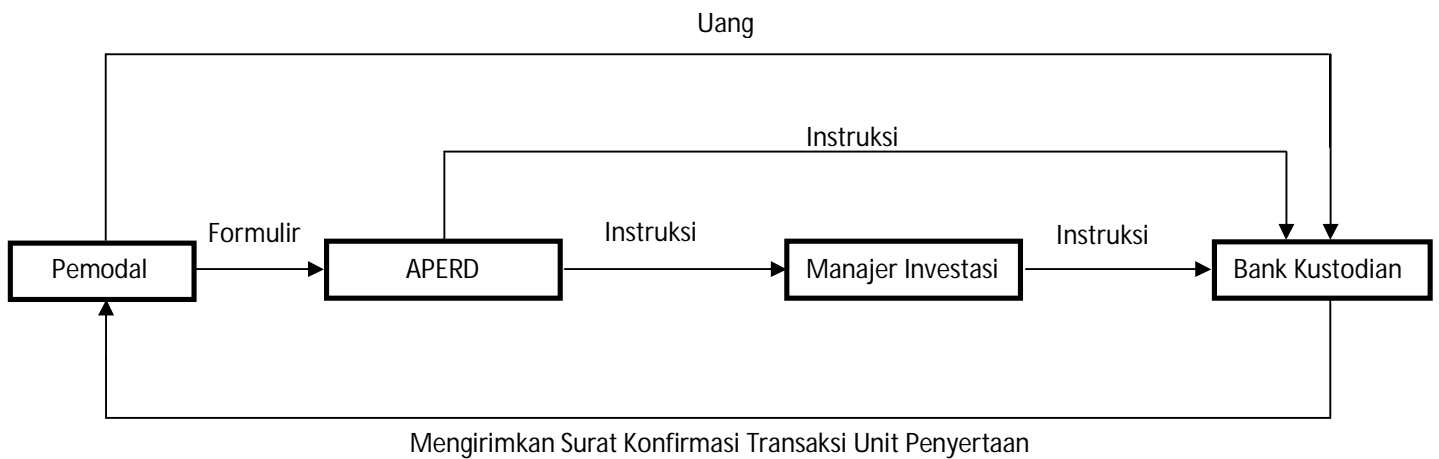 Uang
Instruksi
Formulir
Instruksi
Instruksi
Pemodal
APERD
Manajer Investasi
Bank Kustodian
Mengirimkan Surat Konfirmasi Transaksi Unit Penyertaan